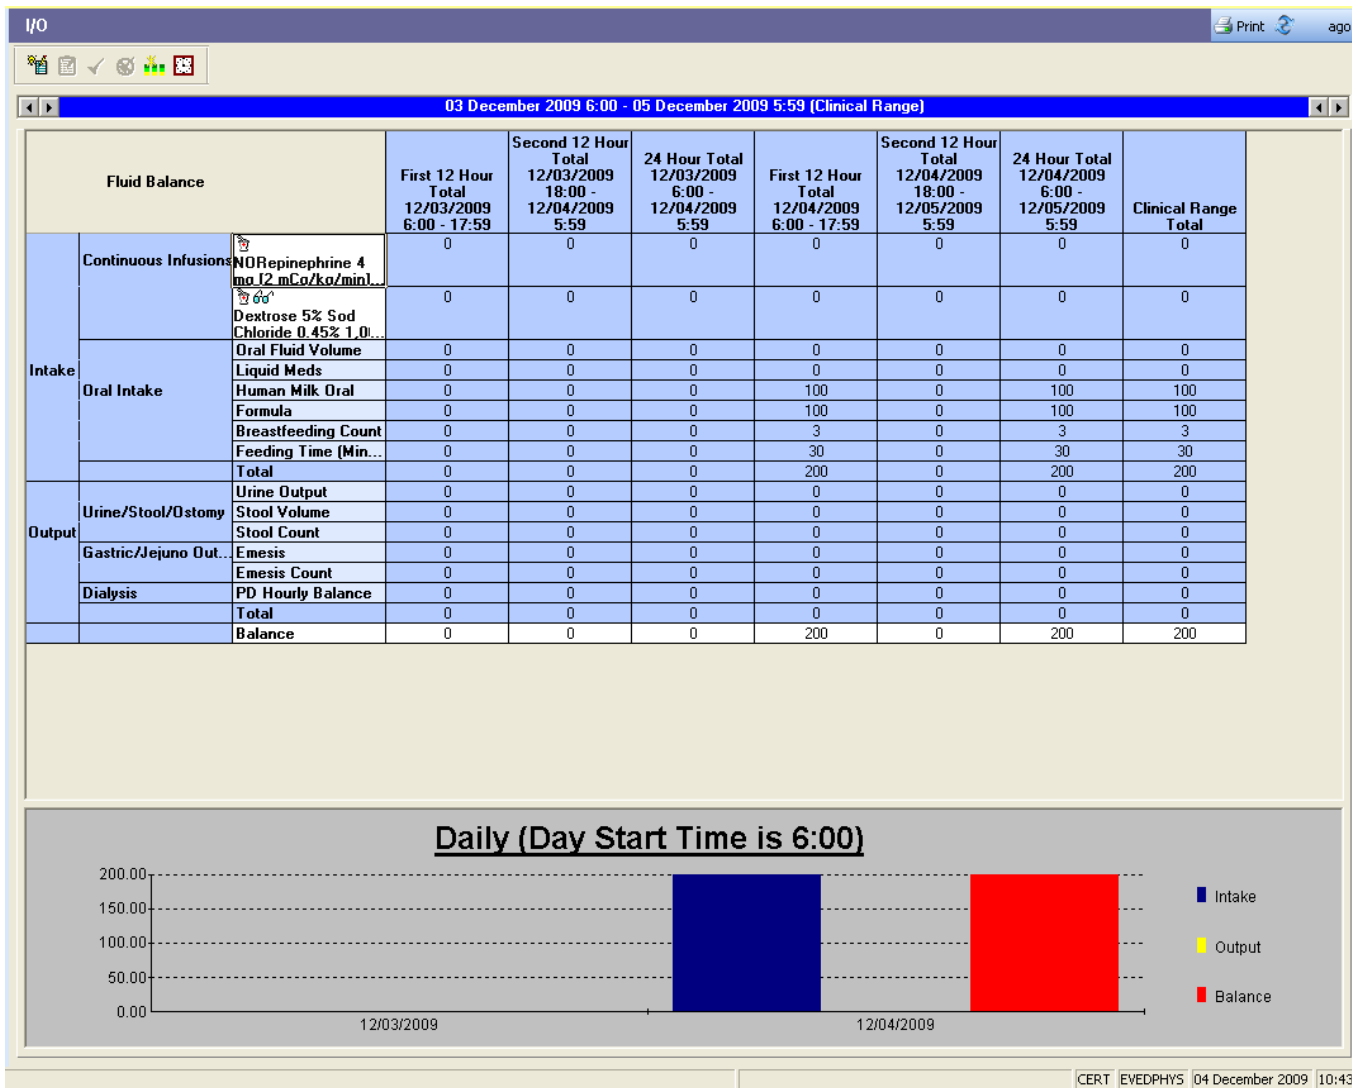 I/O
Print
ago
03 December 2009 6:00 - 05 December 2009 5:59 (Clinical Range)
Fluid Balance
First 12 Hour
Total
12/03/2009
6:00 - 17:59
Second 12 Hour
Total
12/03/2009
18:00 -
12/04/2009
5:59
24 Hour Total
12/03/2009
6:00 -
12/04/2009
5:59
First 12 Hour
Total
12/04/2009
6:00 - 17:59
Second 12 Hour
Total
12/04/2009
18:00 -
12/05/2009
5:59
24 Hour Total
12/04/2009
6:00 -
12/05/2009
5:59
Clinical Range
Total
Intake
Continuous Infusions
NORepinephrine 4
mg [2 mCg/kg/min]...
0 0 0 0 0 0 0
Dextrose 5% Sod
Chloride 0.45% 1,0...
0 0 0 0 0 0 0
Oral Intake
Oral Fluid Volume 0 0 0 0 0 0 0
Liquid Meds 0 0 0 0 0 0 0
Human Milk Oral 0 0 0 100 0 100 100
Formula 0 0 0 100 0 100 100
Breastfeeding Count 0 0 0 3 0 3 3
Feeding Time (Min... 0 0 0 30 0 30 30
Total 0 0 0 200 0 200 200
Output
Urine/Stool/Ostomy
Urine Output 0 0 0 0 0 0 0
Stool Volume 0 0 0 0 0 0 0
Stool Count 0 0 0 0 0 0 0
Gastric/Jejuno Out...
Emesis 0 0 0 0 0 0 0
Emesis Count 0 0 0 0 0 0 0
Dialysis
PD Hourly Balance 0 0 0 0 0 0 0
Total 0 0 0 0 0 0 0
Balance 0 0 0 200 0 200 200
Daily (Day Start Time is 6:00)
200.00
150.00
100.00
50.00
0.00
12/03/2009
12/04/2009
Intake
Output
Balance
CERT EVEDPHYS 04 December 2009 10:43